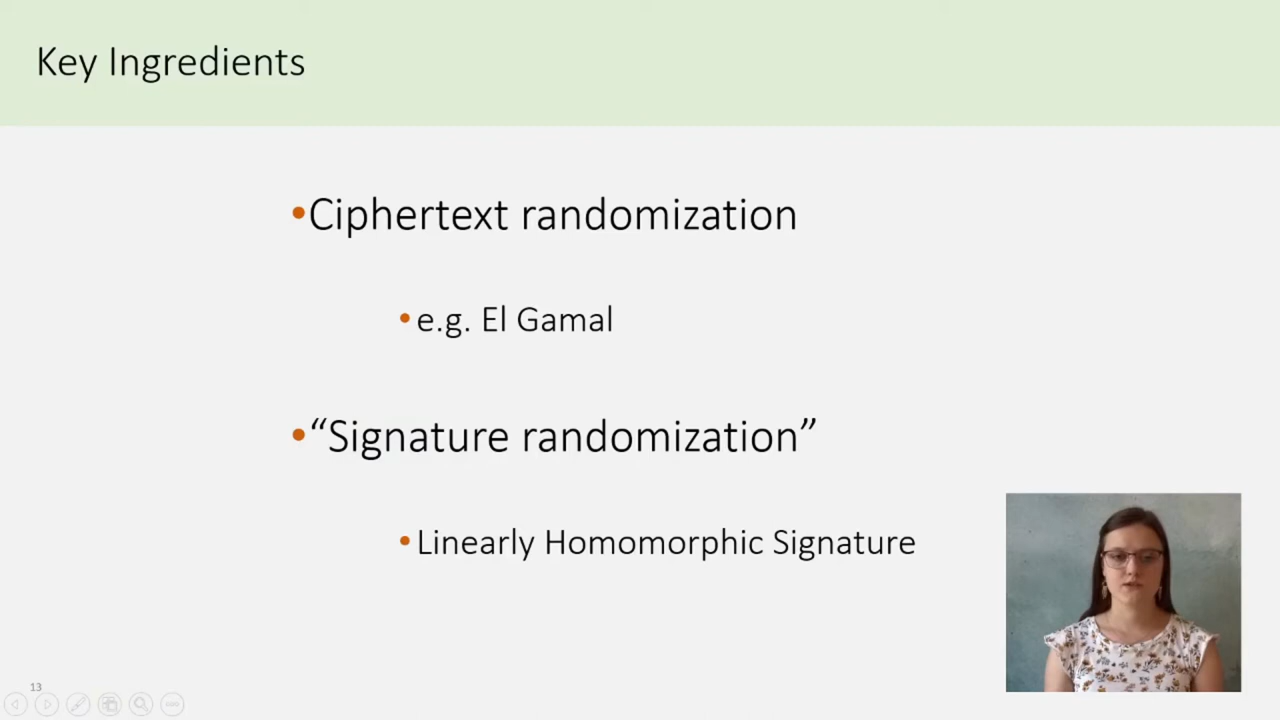 Key Ingredients
•Ciphertext randomization
•e.g. El Gamal
•“Signature randomization”
•Linearly Homomorphic Signature
13